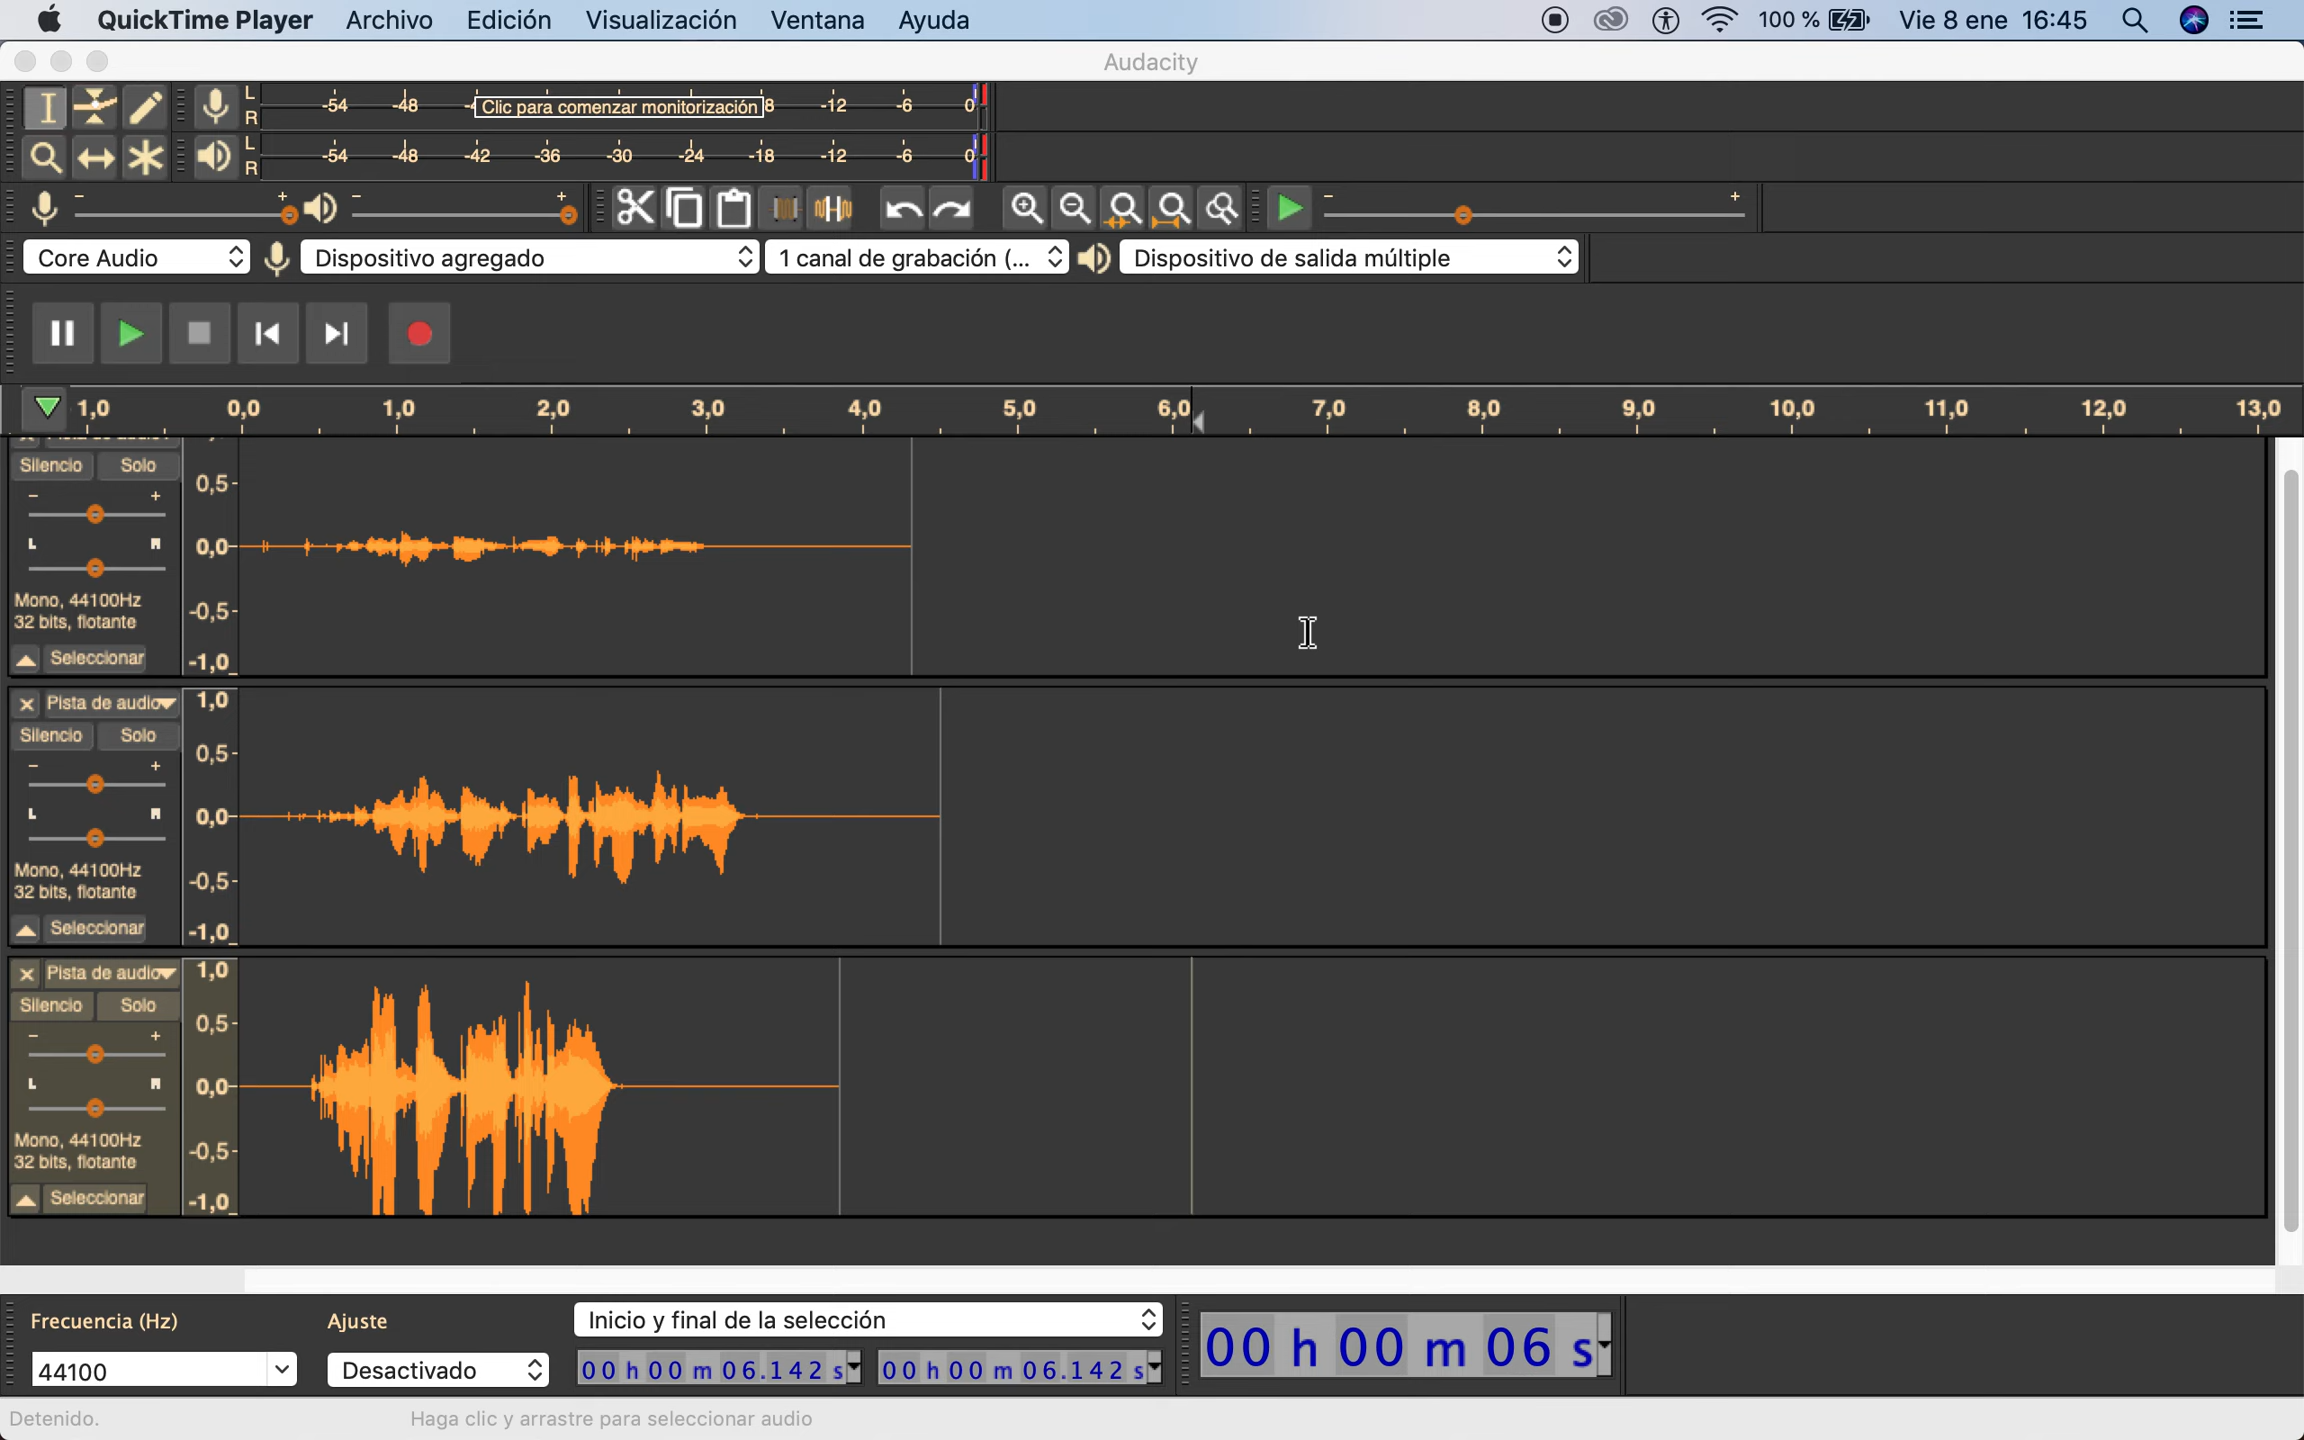 QuickTime Player Archivo Edición Visualización Ventana Ayuda 100 % Vie 8 ene 16:45
Audacity
L -54 -48 -4 Clic para comenzar monitorización 8 -12 -6 0
R
L -54 -48 -42 -36 -30 -24 -18 -12 -6 0
R
- + - + - +
Core Audio Dispositivo agregado 1 canal de grabación (... Dispositivo de salida múltiple
1,0 0,0 1,0 2,0 3,0 4,0 5,0 6,0 7,0 8,0 9,0 10,0 11,0 12,0 13,0
Silencio Solo 0,5
- +
L R 0,0
Mono, 44100Hz -0,5
32 bits, flotante
Seleccionar -1,0
× Pista de audio 1,0
Silencio Solo 0,5
- +
L R 0,0
Mono, 44100Hz -0,5
32 bits, flotante
Seleccionar -1,0
× Pista de audio 1,0
Silencio Solo 0,5
- +
L R 0,0
Mono, 44100Hz -0,5
32 bits, flotante
Seleccionar -1,0
Frecuencia (Hz) Ajuste Inicio y final de la selección
44100 Desactivado 00 h 00 m 06.142 s 00 h 00 m 06.142 s 00 h 00 m 06 s
Detenido. Haga clic y arrastre para seleccionar audio